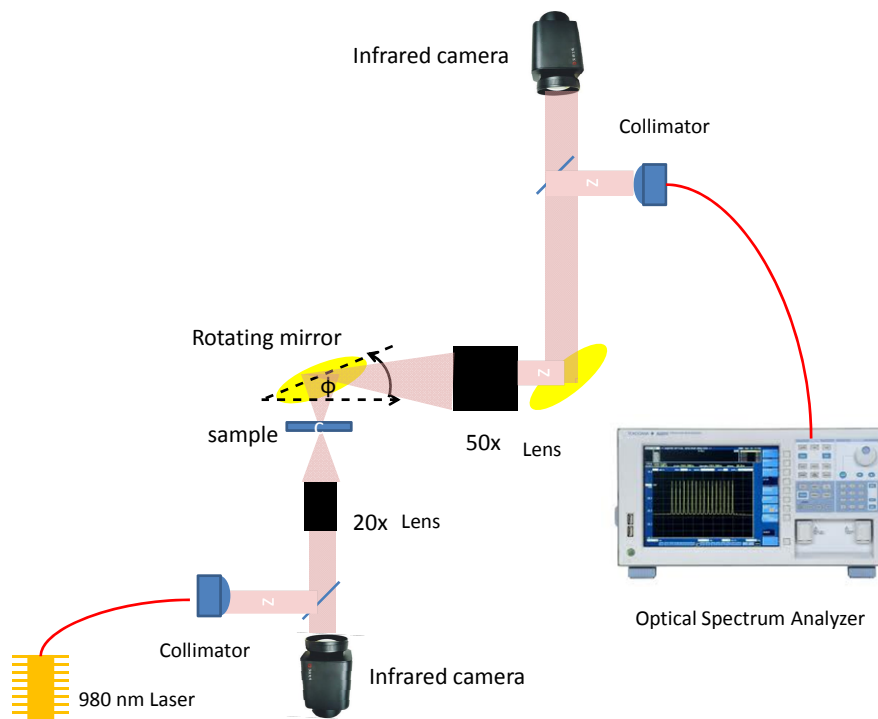 Infrared camera
Collimator
Z
Rotating mirror
Φ
Z
sample
C
50x Lens
20x Lens
Z
Optical Spectrum Analyzer
Collimator
Infrared camera
980 nm Laser